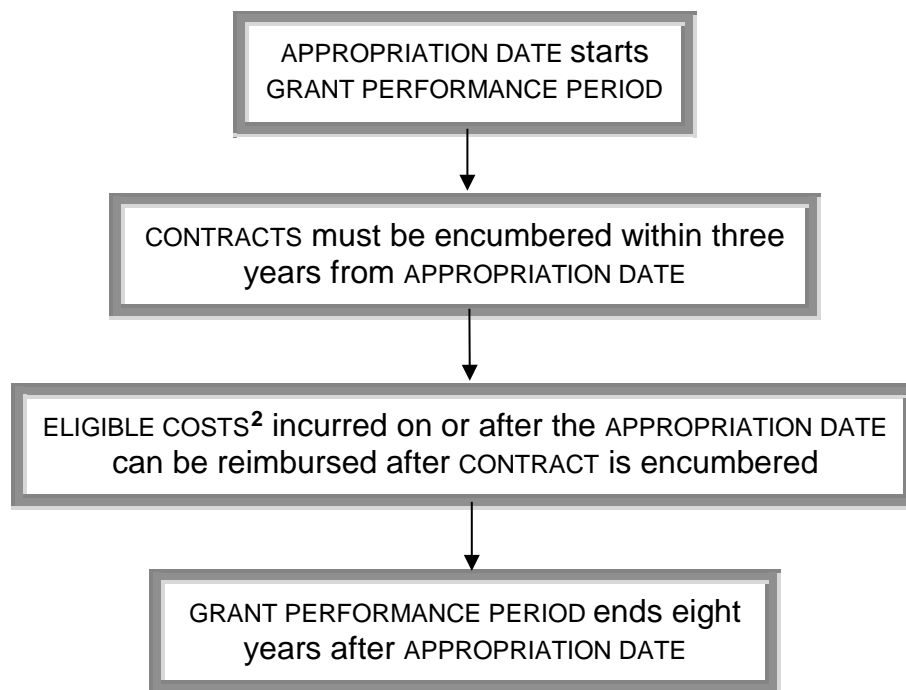 APPROPRIATION DATE starts
GRANT PERFORMANCE PERIOD
CONTRACTS must be encumbered within three
years from APPROPRIATION DATE
ELIGIBLE COSTS² incurred on or after the APPROPRIATION DATE
can be reimbursed after CONTRACT is encumbered
GRANT PERFORMANCE PERIOD ends eight
years after APPROPRIATION DATE